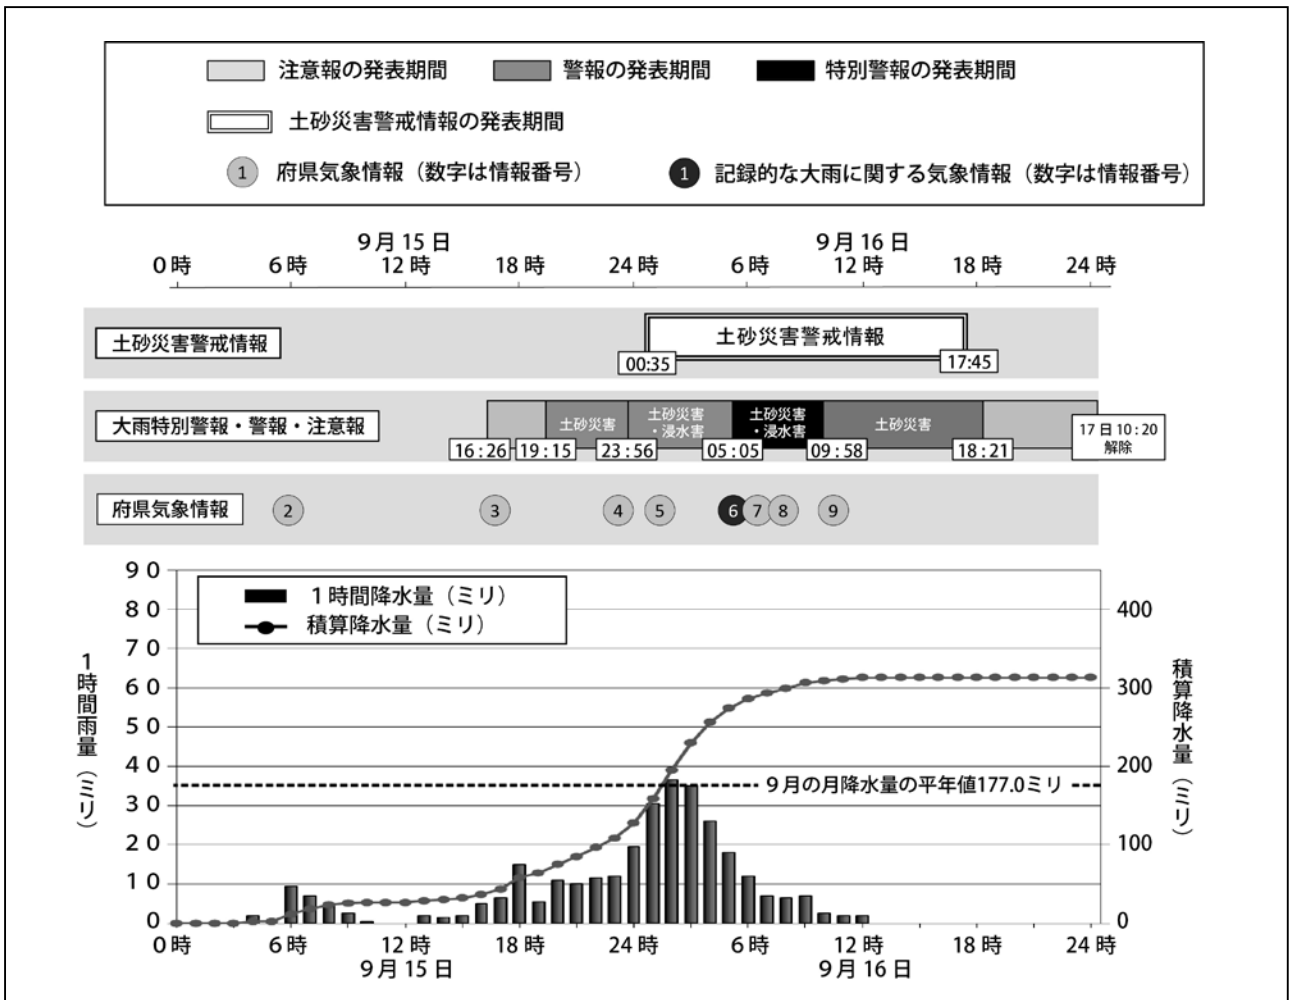 注意報の発表期間 警報の発表期間 特別警報の発表期間
土砂災害警戒情報の発表期間
1 府県気象情報（数字は情報番号） 1 記録的な大雨に関する気象情報（数字は情報番号）
9月15日 9月16日
0時 6時 12時 18時 24時 6時 12時 18時 24時
土砂災害警戒情報 土砂災害警戒情報
00:35 17:45
大雨特別警報・警報・注意報 土砂災害 土砂災害・浸水害 土砂災害・浸水害 土砂災害
16:26 19:15 23:56 05:05 09:58 18:21 17日10:20
解除
府県気象情報 2 3 4 5 6 7 8 9
90
１時間降水量（ミリ）
80 400
積算降水量（ミリ）
70
60 300
50
40 200
9月の月降水量の平年値177.0ミリ
30
20 100
10
0 0
１時間雨量（ミリ）
積算降水量（ミリ）
0時 6時 12時 18時 24時 6時 12時 18時 24時
9月15日 9月16日